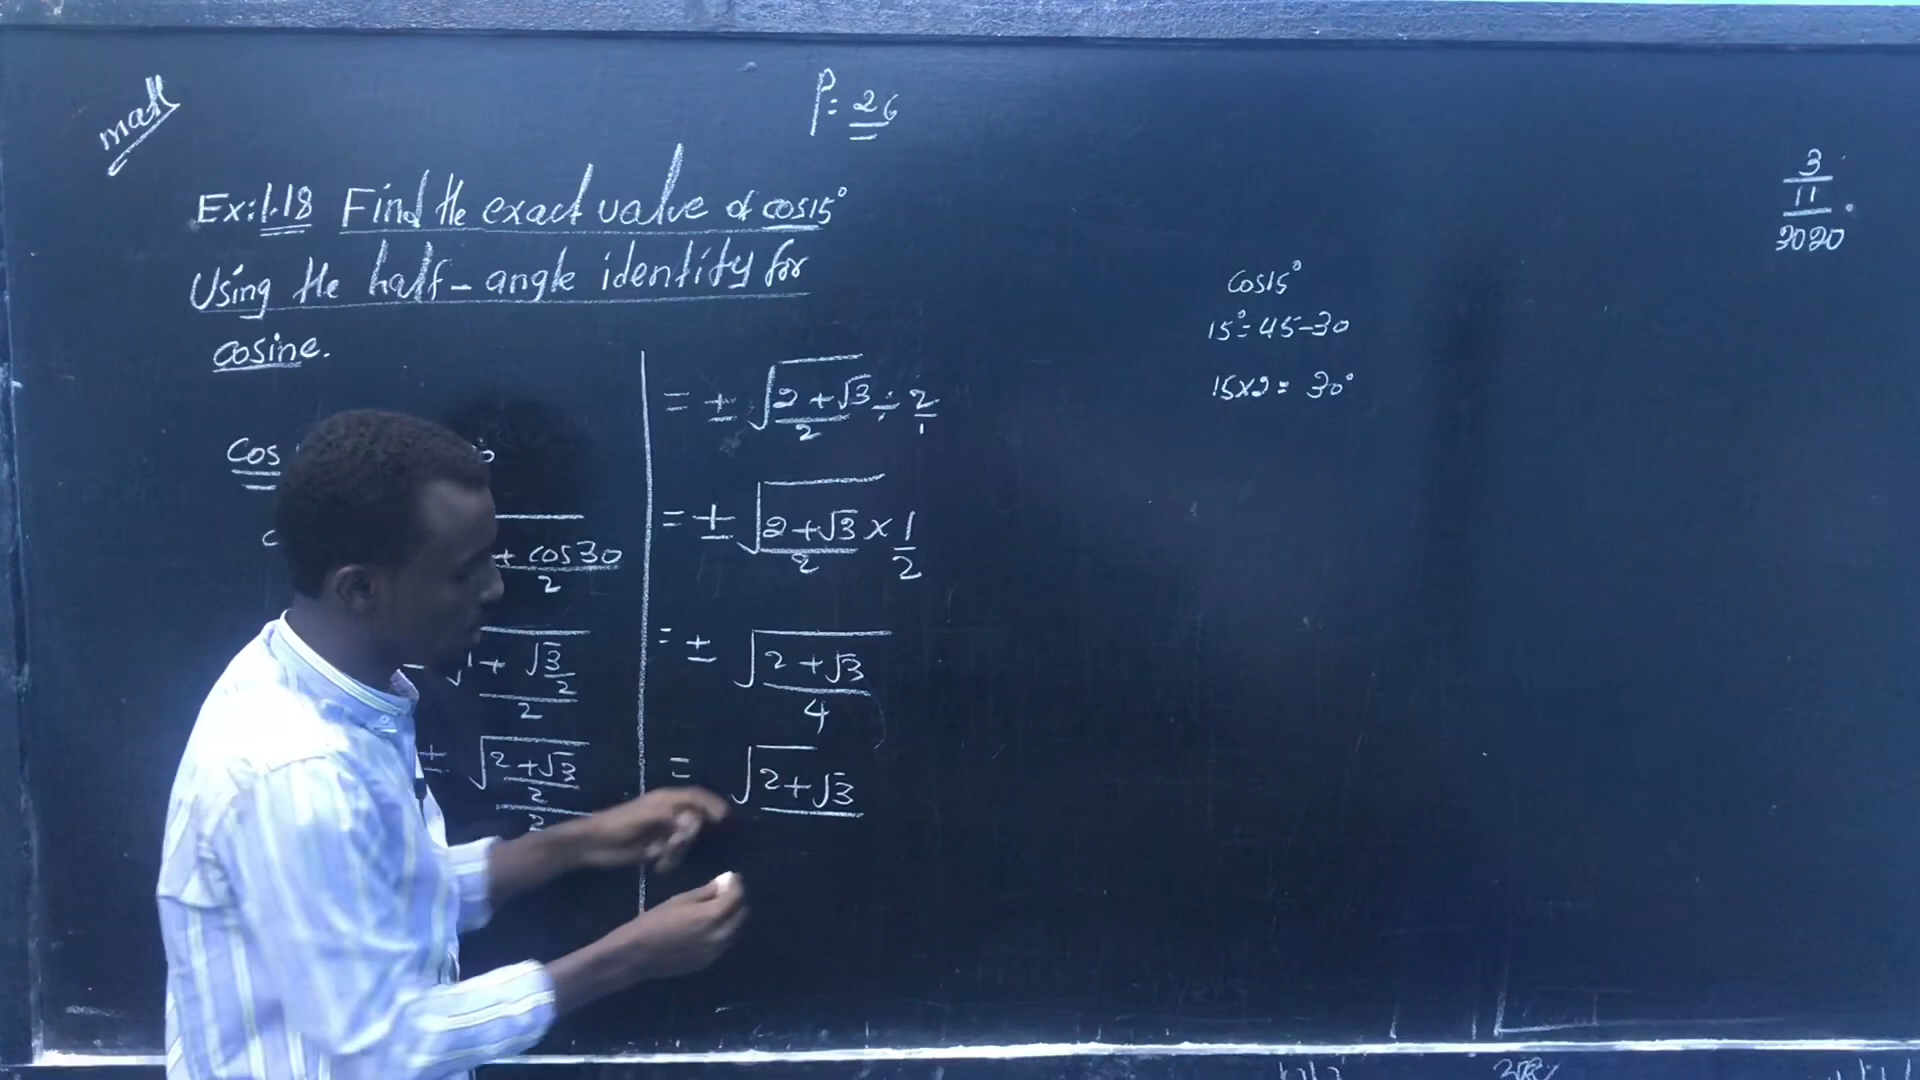 math
P: 26
3
11
2020
Ex: 1.18 Find the exact value of cos15°
Using the half-angle identity for
cosine.
cos15°
15° = 45-30
15×2 = 30°
cos
+ cos30
2
1 + √3/2
2
± √((2+√3)/2
2
= ± √((2+√3)/2 ÷ 2/1
= ± √((2+√3)/2 × 1/2
= ± √((2+√3)/4
= √(2+√3